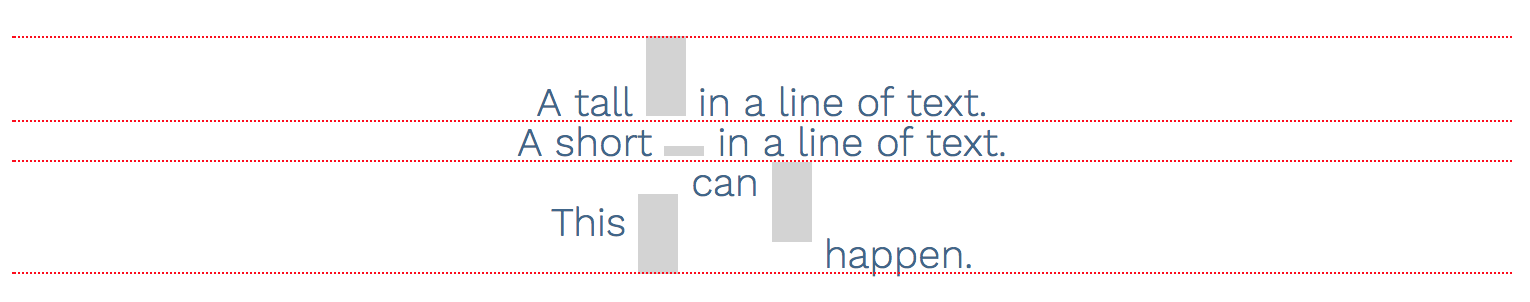 A tall in a line of text.
A short in a line of text.
This can happen.